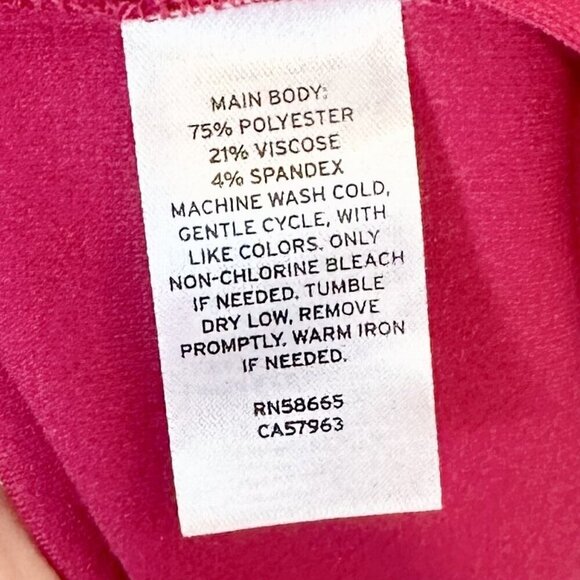 MAIN BODY:
75% POLYESTER
21% VISCOSE
4% SPANDEX
MACHINE WASH COLD,
GENTLE CYCLE, WITH
LIKE COLORS. ONLY
NON-CHLORINE BLEACH
IF NEEDED. TUMBLE
DRY LOW, REMOVE
PROMPTLY. WARM IRON
IF NEEDED.
RN58665
CA57963